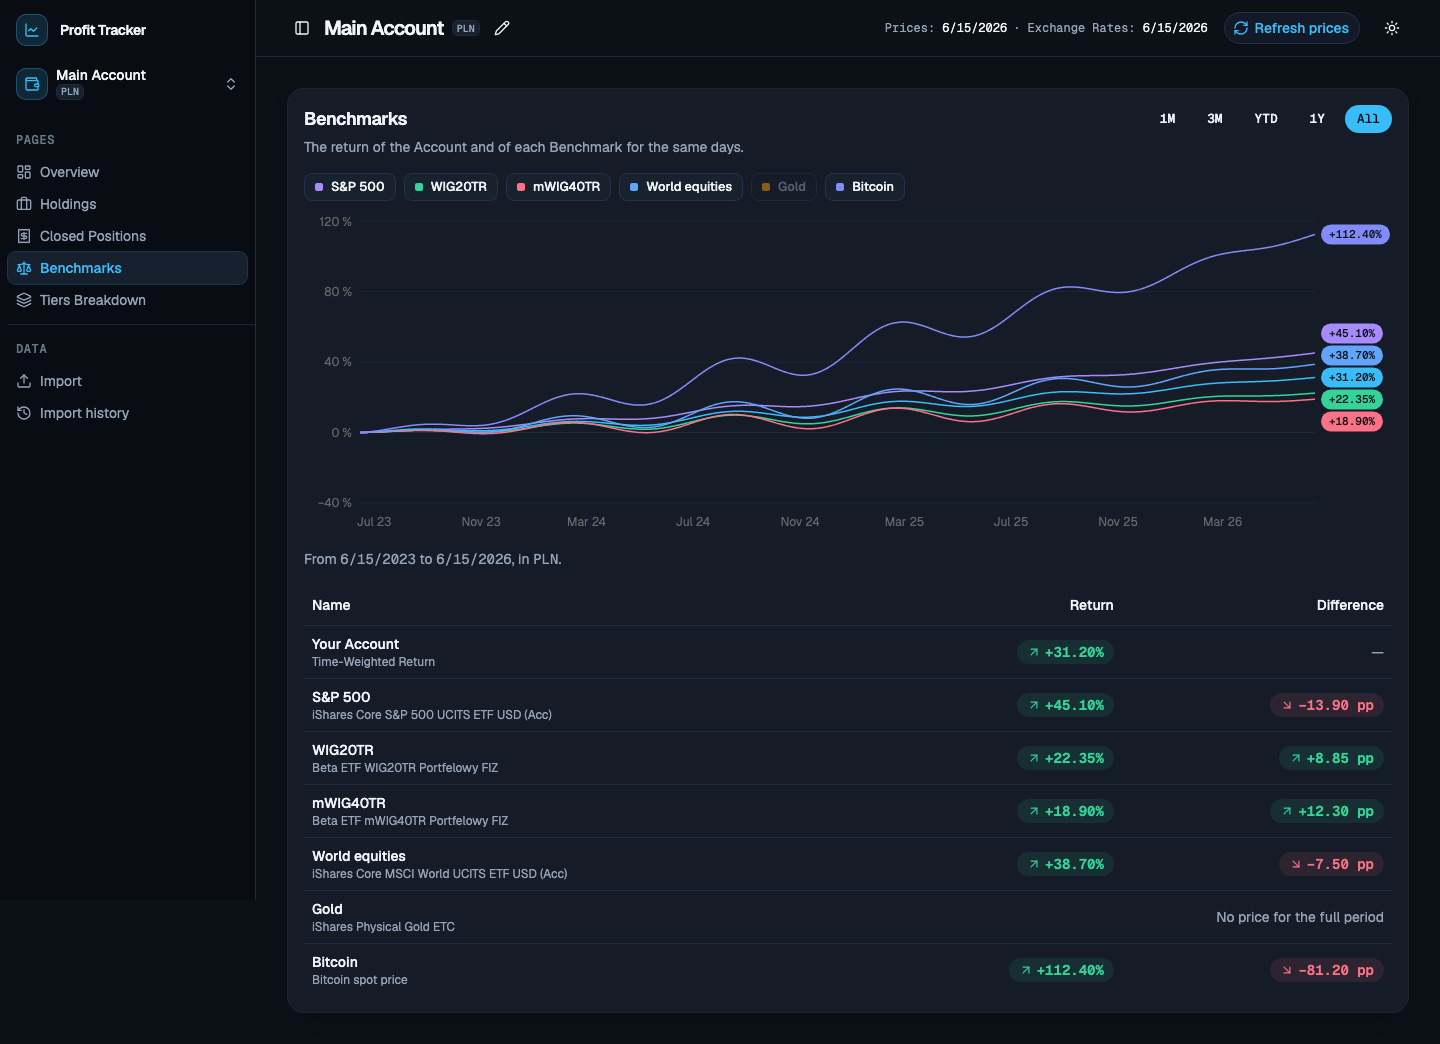 Profit Tracker
Main Account
PLN
PAGES
Overview
Holdings
Closed Positions
Benchmarks
Tiers Breakdown
DATA
Import
Import history
Main Account PLN
Prices: 6/15/2026 · Exchange Rates: 6/15/2026
Refresh prices
Benchmarks
1M 3M YTD 1Y All
The return of the Account and of each Benchmark for the same days.
S&P 500 WIG20TR mWIG40TR World equities Gold Bitcoin
120 %
80 %
40 %
0 %
−40 %
+112.40%
+45.10%
+38.70%
+31.20%
+22.35%
+18.90%
Jul 23 Nov 23 Mar 24 Jul 24 Nov 24 Mar 25 Jul 25 Nov 25 Mar 26
From 6/15/2023 to 6/15/2026, in PLN.
Name Return Difference
Your Account
Time-Weighted Return
+31.20% —
S&P 500
iShares Core S&P 500 UCITS ETF USD (Acc)
+45.10% −13.90 pp
WIG20TR
Beta ETF WIG20TR Portfelowy FIZ
+22.35% +8.85 pp
mWIG40TR
Beta ETF mWIG40TR Portfelowy FIZ
+18.90% +12.30 pp
World equities
iShares Core MSCI World UCITS ETF USD (Acc)
+38.70% −7.50 pp
Gold
iShares Physical Gold ETC
No price for the full period
Bitcoin
Bitcoin spot price
+112.40% −81.20 pp